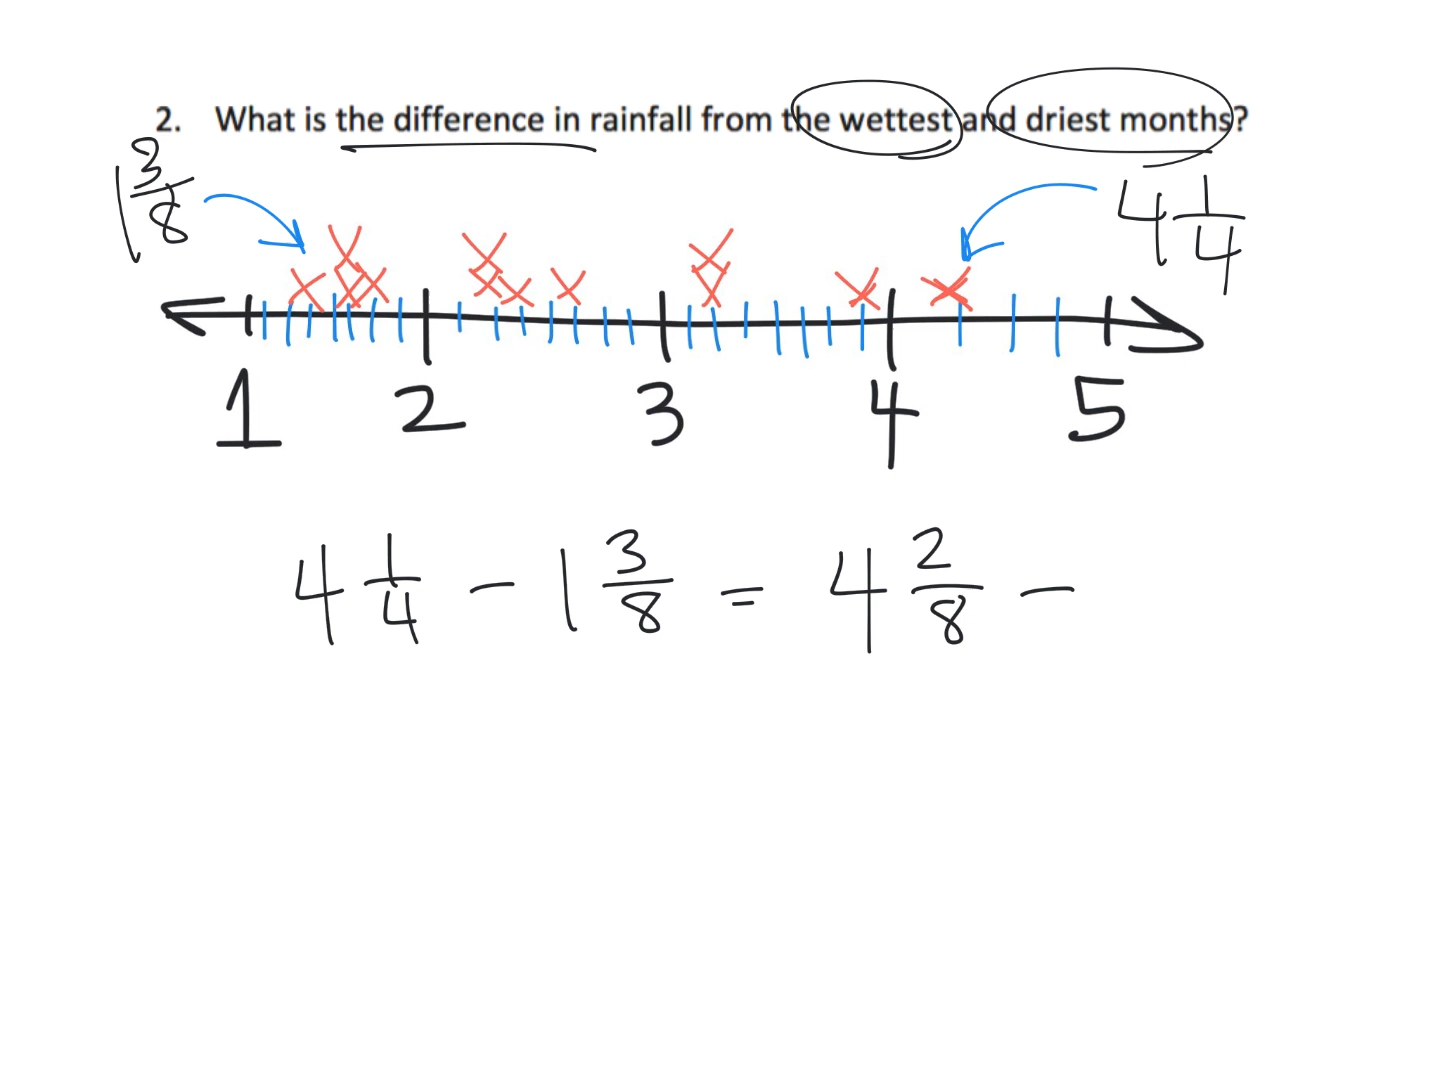 2. What is the difference in rainfall from the wettest and driest months?
1 3/8
4 1/4
1 2 3 4 5
4 1/4 - 1 3/8 = 4 2/8 -